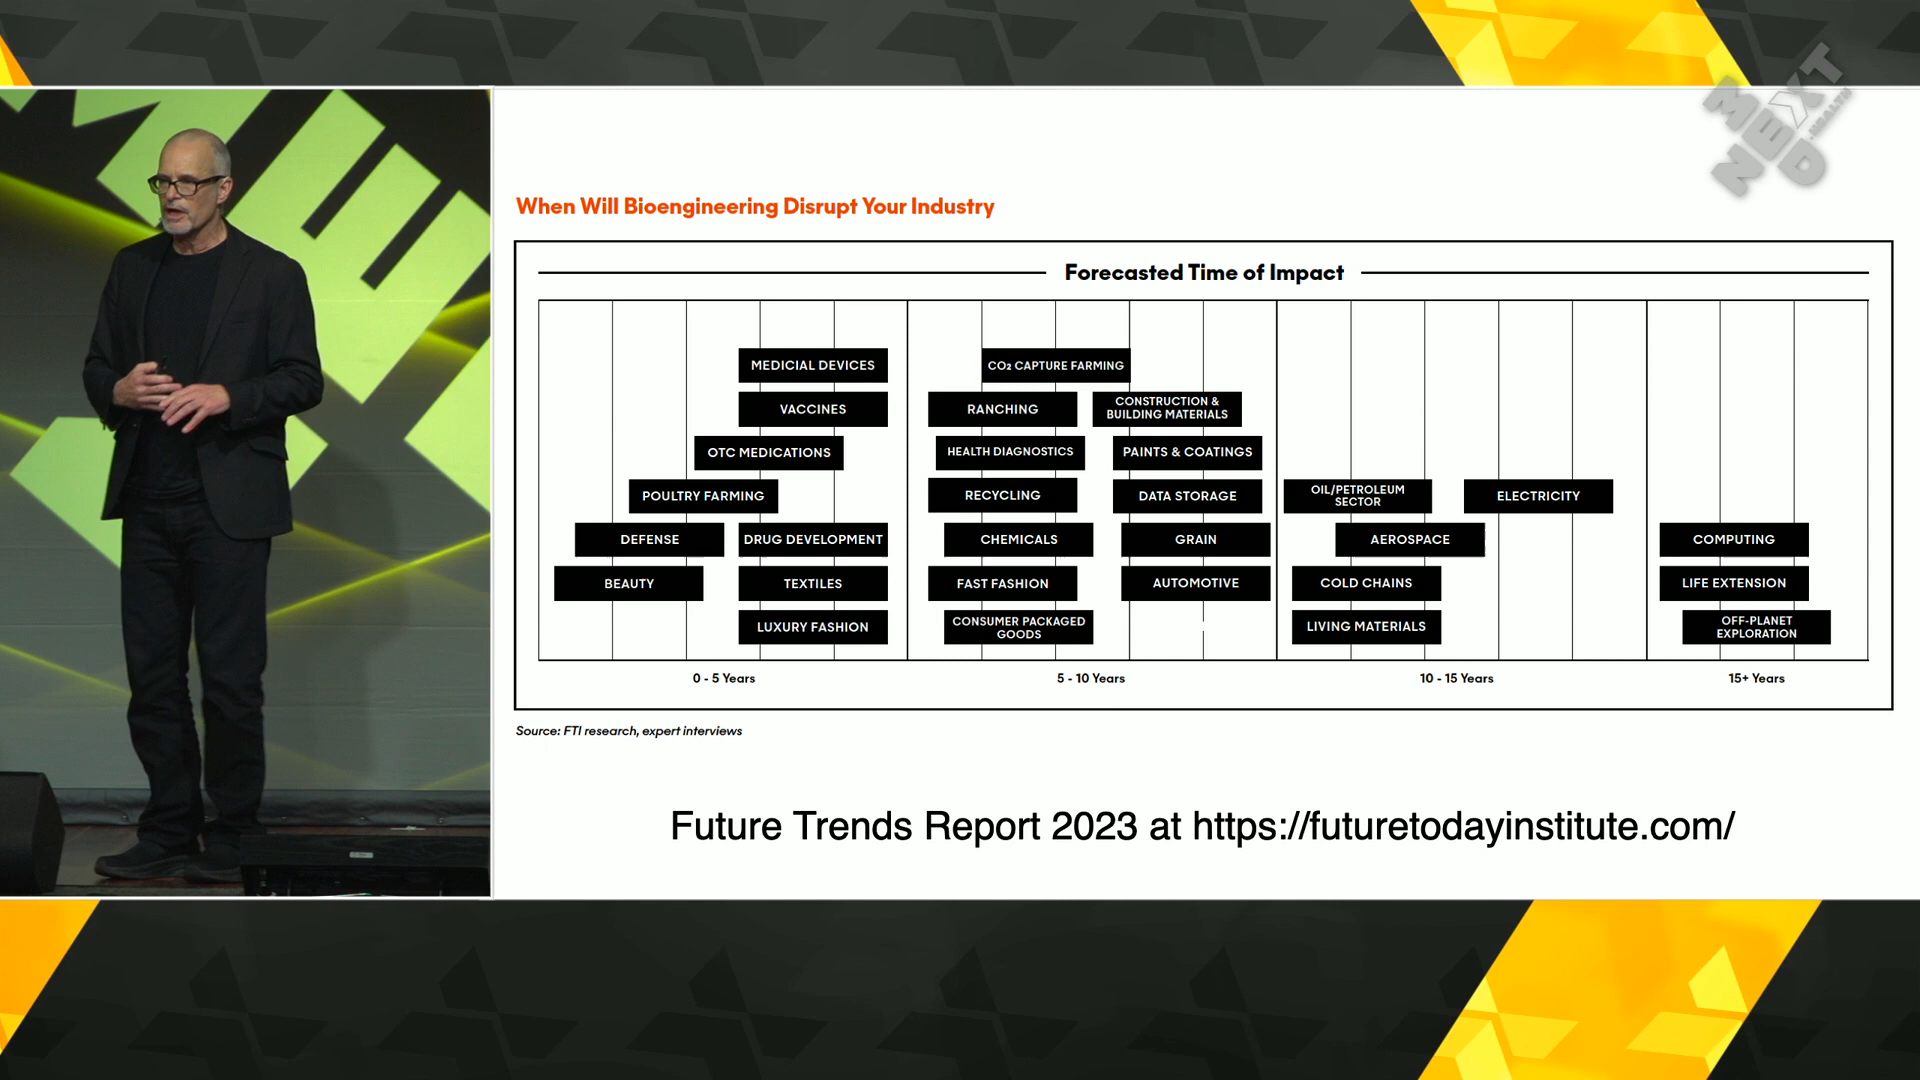 MED
NEXT
.HEALTH
When Will Bioengineering Disrupt Your Industry
Forecasted Time of Impact
MEDICIAL DEVICES
VACCINES
OTC MEDICATIONS
POULTRY FARMING
DEFENSE
DRUG DEVELOPMENT
BEAUTY
TEXTILES
LUXURY FASHION
CO₂ CAPTURE FARMING
RANCHING
CONSTRUCTION &
BUILDING MATERIALS
HEALTH DIAGNOSTICS
PAINTS & COATINGS
RECYCLING
DATA STORAGE
CHEMICALS
GRAIN
FAST FASHION
AUTOMOTIVE
CONSUMER PACKAGED
GOODS
OIL/PETROLEUM
SECTOR
ELECTRICITY
AEROSPACE
COLD CHAINS
LIVING MATERIALS
COMPUTING
LIFE EXTENSION
OFF-PLANET
EXPLORATION
0 - 5 Years
5 - 10 Years
10 - 15 Years
15+ Years
Source: FTI research, expert interviews
Future Trends Report 2023 at https://futuretodayinstitute.com/